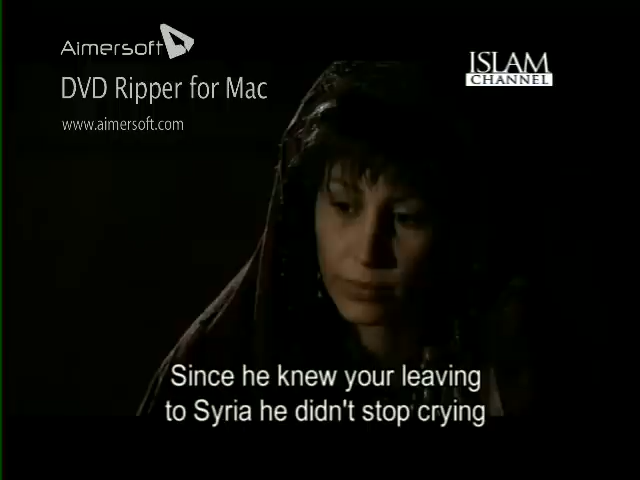 Aimersoft
DVD Ripper for Mac
www.aimersoft.com
ISLAM
CHANNEL
Since he knew your leaving
to Syria he didn't stop crying